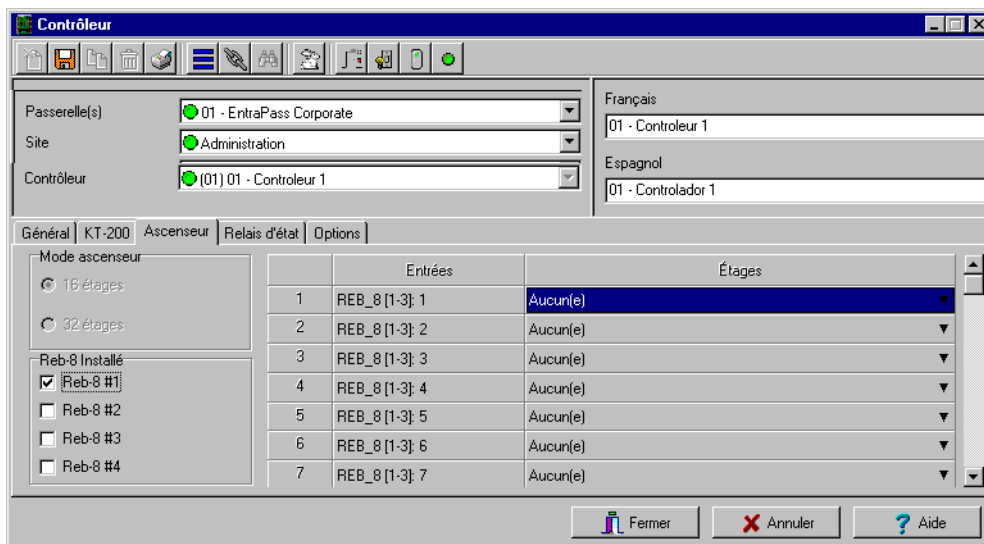 Contrôleur
Passerelle(s)
01 - EntraPass Corporate
Site
Administration
Contrôleur
(01) 01 - Controleur 1
Français
01 - Controleur 1
Espagnol
01 - Controlador 1
Général
KT-200
Ascenseur
Relais d'état
Options
Mode ascenseur
16 étages
32 étages
Reb-8 Installé
Reb-8 #1
Reb-8 #2
Reb-8 #3
Reb-8 #4
Entrées Étages
1 REB_8 [1-3]: 1 Aucun(e)
2 REB_8 [1-3]: 2 Aucun(e)
3 REB_8 [1-3]: 3 Aucun(e)
4 REB_8 [1-3]: 4 Aucun(e)
5 REB_8 [1-3]: 5 Aucun(e)
6 REB_8 [1-3]: 6 Aucun(e)
7 REB_8 [1-3]: 7 Aucun(e)
Fermer
Annuler
Aide